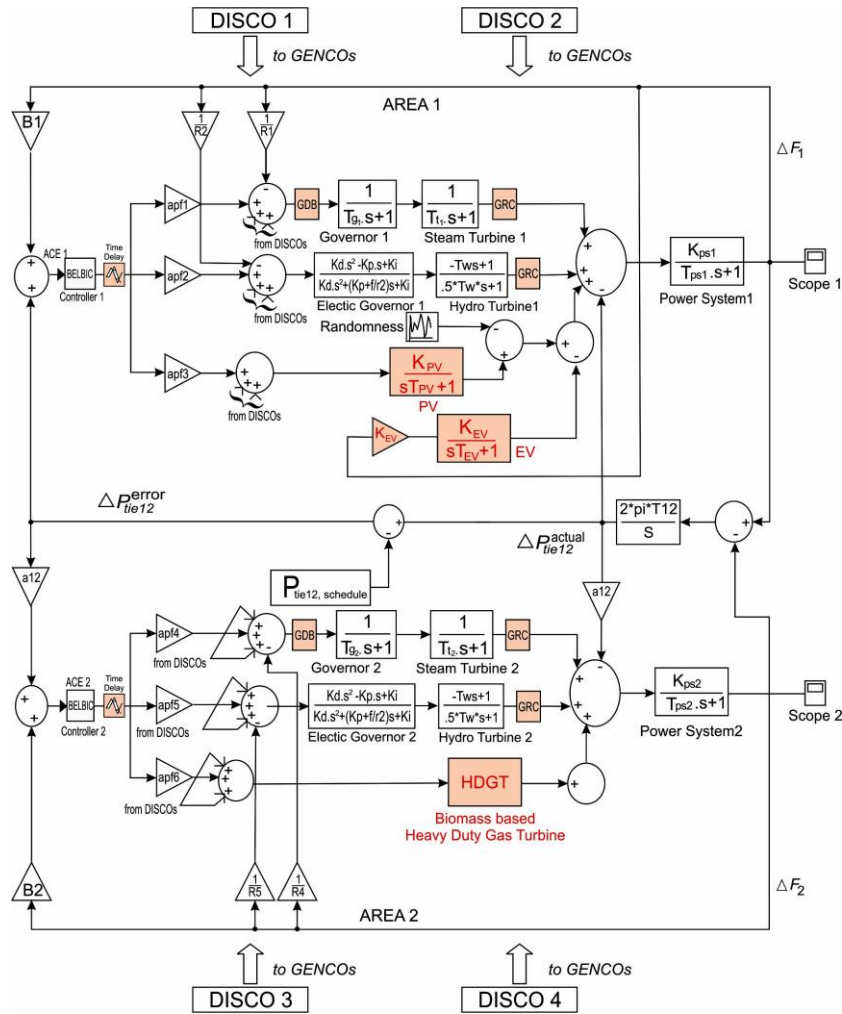 DISCO 1
DISCO 2
to GENCOs
to GENCOs
AREA 1
B1
1
R2
1
R1
△F1
apf1
GDB
1
Tg1.s+1
1
Tt1.s+1
GRC
from DISCOs
Governor 1
Steam Turbine 1
ACE 1
Time
Delay
BELBIC
Controller 1
apf2
Kd.s² -Kp.s+Ki
Kd.s²+(Kp+f/r2)s+Ki
-Tws+1
.5*Tw*s+1
GRC
Kps1
Tps1.s+1
Power System1
Scope 1
from DISCOs
Electic Governor 1
Hydro Turbine1
Randomness
apf3
KPV
sTPV+1
PV
from DISCOs
KEV
KEV
sTEV+1
EV
△Ptie12 error
△Ptie12 actual
2*pi*T12
S
a12
Ptie12, schedule
a12
apf4
GDB
1
Tg2.s+1
1
Tt2.s+1
GRC
from DISCOs
Governor 2
Steam Turbine 2
ACE 2
Time
Delay
BELBIC
Controller 2
apf5
Kd.s² -Kp.s+Ki
Kd.s²+(Kp+f/r2)s+Ki
-Tws+1
.5*Tw*s+1
GRC
Kps2
Tps2.s+1
Power System2
Scope 2
from DISCOs
Electic Governor 2
Hydro Turbine 2
apf6
HDGT
from DISCOs
Biomass based
Heavy Duty Gas Turbine
B2
1
R5
1
R4
△F2
AREA 2
to GENCOs
to GENCOs
DISCO 3
DISCO 4